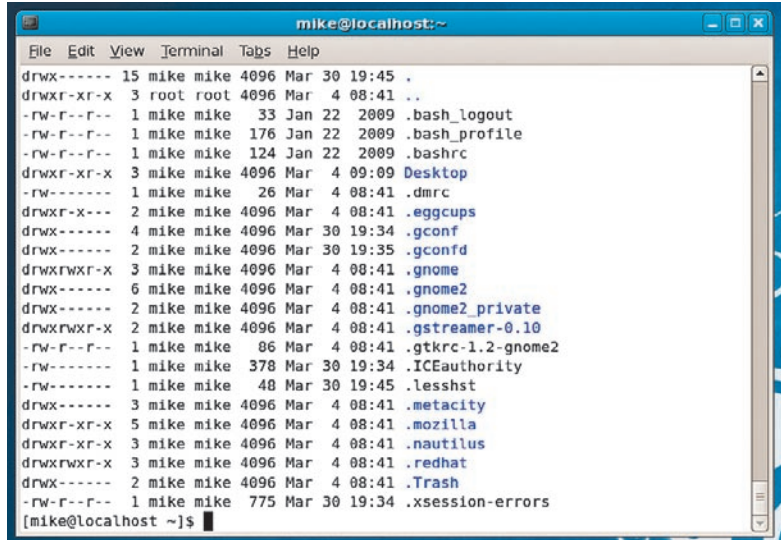 mike@localhost:~
File Edit View Terminal Tabs Help
drwx------ 15 mike mike 4096 Mar 30 19:45 .
drwxr-xr-x  3 root root 4096 Mar  4 08:41 ..
-rw-r--r--  1 mike mike   33 Jan 22  2009 .bash_logout
-rw-r--r--  1 mike mike  176 Jan 22  2009 .bash_profile
-rw-r--r--  1 mike mike  124 Jan 22  2009 .bashrc
drwxr-xr-x  3 mike mike 4096 Mar  4 09:09 Desktop
-rw-------  1 mike mike   26 Mar  4 08:41 .dmrc
drwxr-x---  2 mike mike 4096 Mar  4 08:41 .eggcups
drwx------  4 mike mike 4096 Mar 30 19:34 .gconf
drwx------  2 mike mike 4096 Mar 30 19:35 .gconfd
drwxrwxr-x  3 mike mike 4096 Mar  4 08:41 .gnome
drwx------  6 mike mike 4096 Mar  4 08:41 .gnome2
drwx------  2 mike mike 4096 Mar  4 08:41 .gnome2_private
drwxrwxr-x  2 mike mike 4096 Mar  4 08:41 .gstreamer-0.10
-rw-r--r--  1 mike mike   86 Mar  4 08:41 .gtkrc-1.2-gnome2
-rw-------  1 mike mike  378 Mar 30 19:34 .ICEauthority
-rw-------  1 mike mike   48 Mar 30 19:45 .lesshst
drwx------  3 mike mike 4096 Mar  4 08:41 .metacity
drwxr-xr-x  5 mike mike 4096 Mar  4 08:41 .mozilla
drwxr-xr-x  3 mike mike 4096 Mar  4 08:41 .nautilus
drwxrwxr-x  3 mike mike 4096 Mar  4 08:41 .redhat
drwx------  2 mike mike 4096 Mar  4 08:41 .Trash
-rw-r--r--  1 mike mike  775 Mar 30 19:34 .xsession-errors
[mike@localhost ~]$